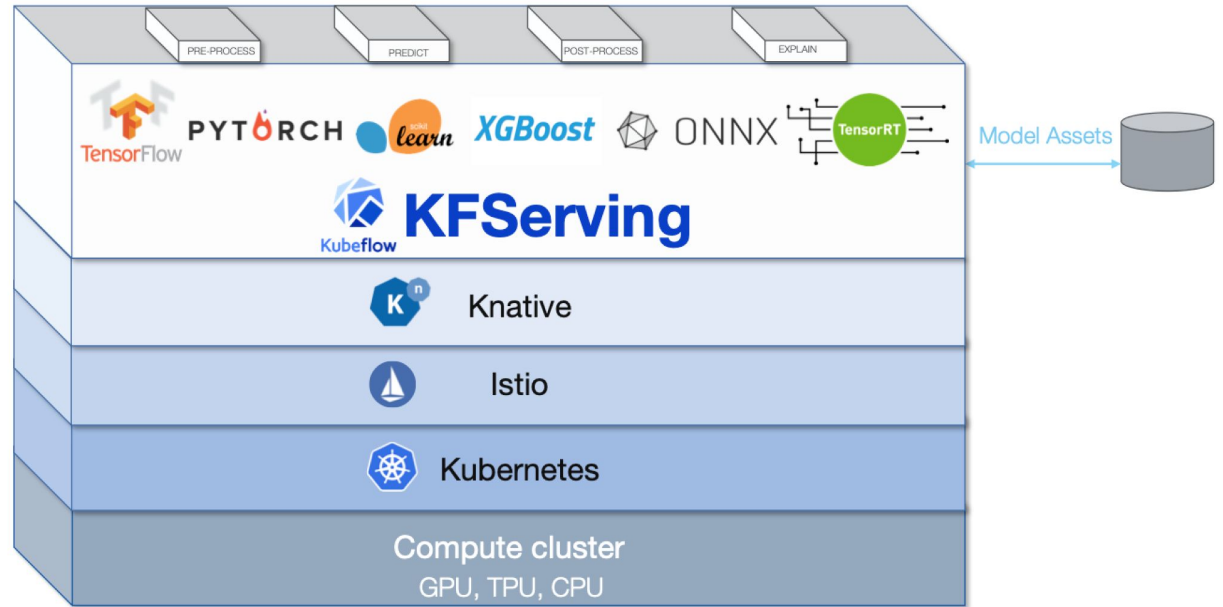 PRE-PROCESS
PREDICT
POST-PROCESS
EXPLAIN
TensorFlow
PYTORCH
scikit
learn
XGBoost
ONNX
TensorRT
Model Assets
Kubeflow
KFServing
K n
Knative
Istio
Kubernetes
Compute cluster
GPU, TPU, CPU